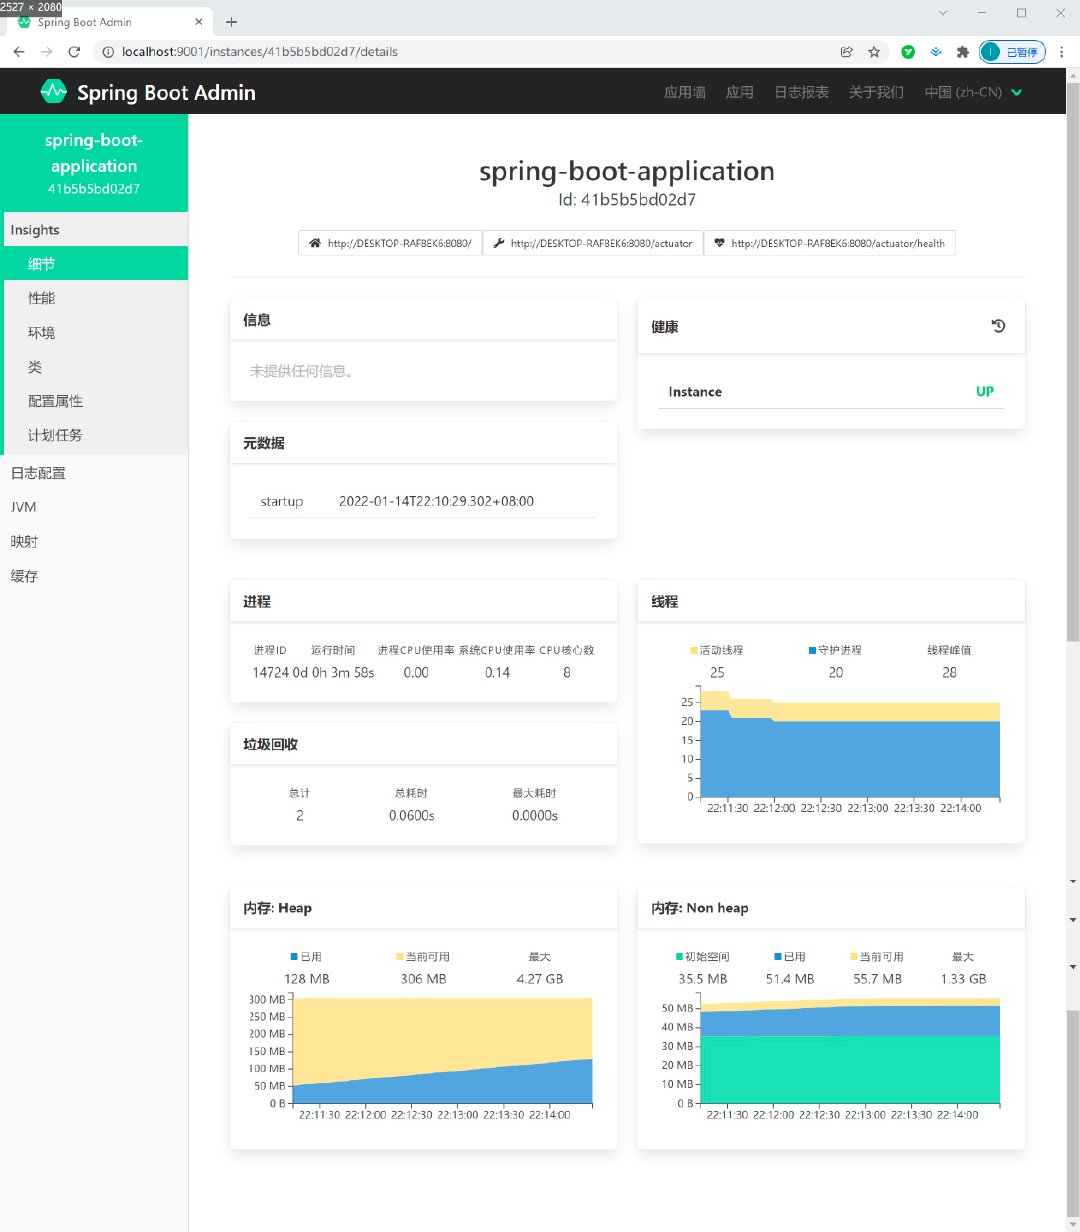 2527 × 2080
Spring Boot Admin
localhost:9001/instances/41b5b5bd02d7/details
已暂停
Spring Boot Admin
应用墙 应用 日志报表 关于我们 中国 (zh-CN)
spring-boot-
application
41b5b5bd02d7
Insights
细节
性能
环境
类
配置属性
计划任务
日志配置
JVM
映射
缓存
spring-boot-application
Id: 41b5b5bd02d7
http://DESKTOP-RAF8EK6:8080/ http://DESKTOP-RAF8EK6:8080/actuator http://DESKTOP-RAF8EK6:8080/actuator/health
信息
未提供任何信息。
健康
Instance UP
元数据
startup 2022-01-14T22:10:29.302+08:00
进程
进程ID 运行时间 进程CPU使用率 系统CPU使用率 CPU核心数
14724 0d 0h 3m 58s 0.00 0.14 8
线程
活动线程 守护进程 线程峰值
25 20 28
25
20
15
10
5
0
22:11:30 22:12:00 22:12:30 22:13:00 22:13:30 22:14:00
垃圾回收
总计 总耗时 最大耗时
2 0.0600s 0.0000s
内存: Heap
已用 当前可用 最大
128 MB 306 MB 4.27 GB
300 MB
250 MB
200 MB
150 MB
100 MB
50 MB
0 B
22:11:30 22:12:00 22:12:30 22:13:00 22:13:30 22:14:00
内存: Non heap
初始空间 已用 当前可用 最大
35.5 MB 51.4 MB 55.7 MB 1.33 GB
50 MB
40 MB
30 MB
20 MB
10 MB
0 B
22:11:30 22:12:00 22:12:30 22:13:00 22:13:30 22:14:00